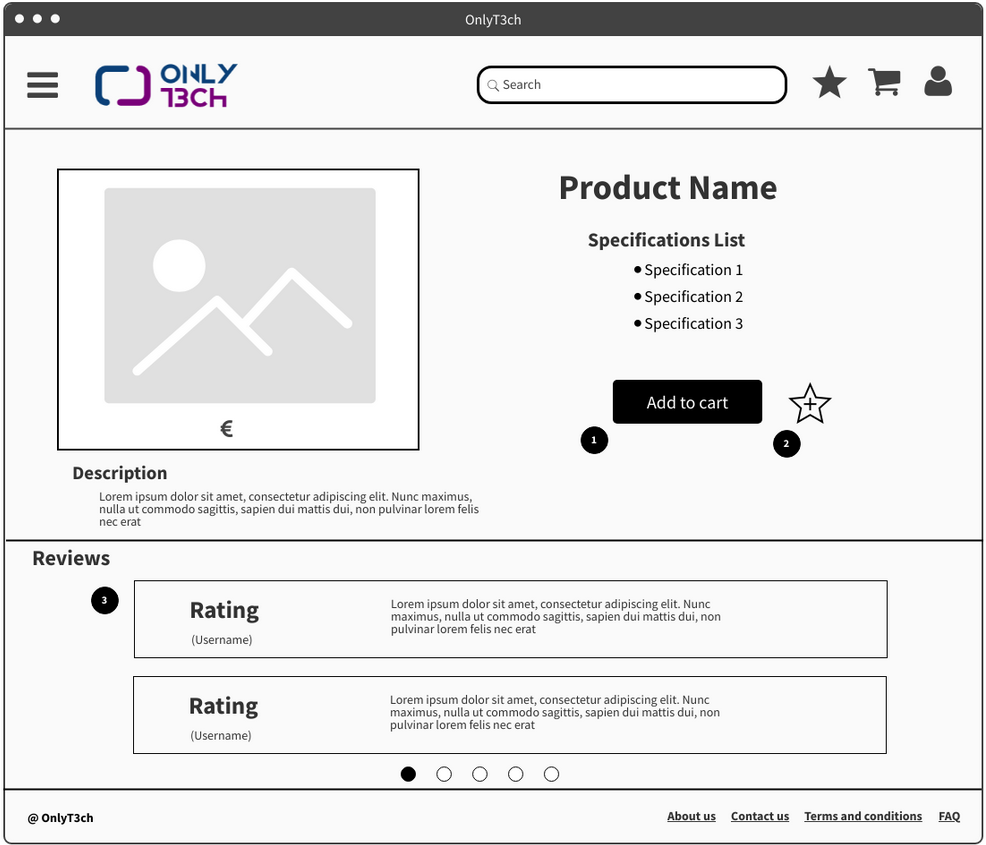 OnlyT3ch
ONLY
T3Ch
Search
Product Name
Specifications List
Specification 1
Specification 2
Specification 3
€
Add to cart
1
2
Description
Lorem ipsum dolor sit amet, consectetur adipiscing elit. Nunc maximus,
nulla ut commodo sagittis, sapien dui mattis dui, non pulvinar lorem felis
nec erat
Reviews
3
Rating
(Username)
Lorem ipsum dolor sit amet, consectetur adipiscing elit. Nunc
maximus, nulla ut commodo sagittis, sapien dui mattis dui, non
pulvinar lorem felis nec erat
Rating
(Username)
Lorem ipsum dolor sit amet, consectetur adipiscing elit. Nunc
maximus, nulla ut commodo sagittis, sapien dui mattis dui, non
pulvinar lorem felis nec erat
@ OnlyT3ch
About us Contact us Terms and conditions FAQ